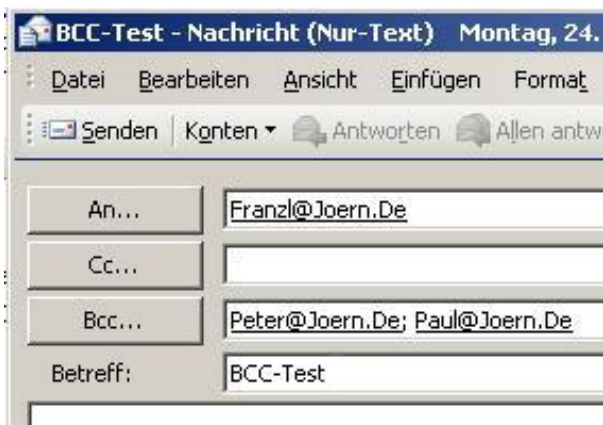 BCC-Test - Nachricht (Nur-Text) Montag, 24.
Datei Bearbeiten Ansicht Einfügen Format
Senden Konten Antworten Allen antw
An... Franzl@Joern.De
Cc...
Bcc... Peter@Joern.De; Paul@Joern.De
Betreff: BCC-Test